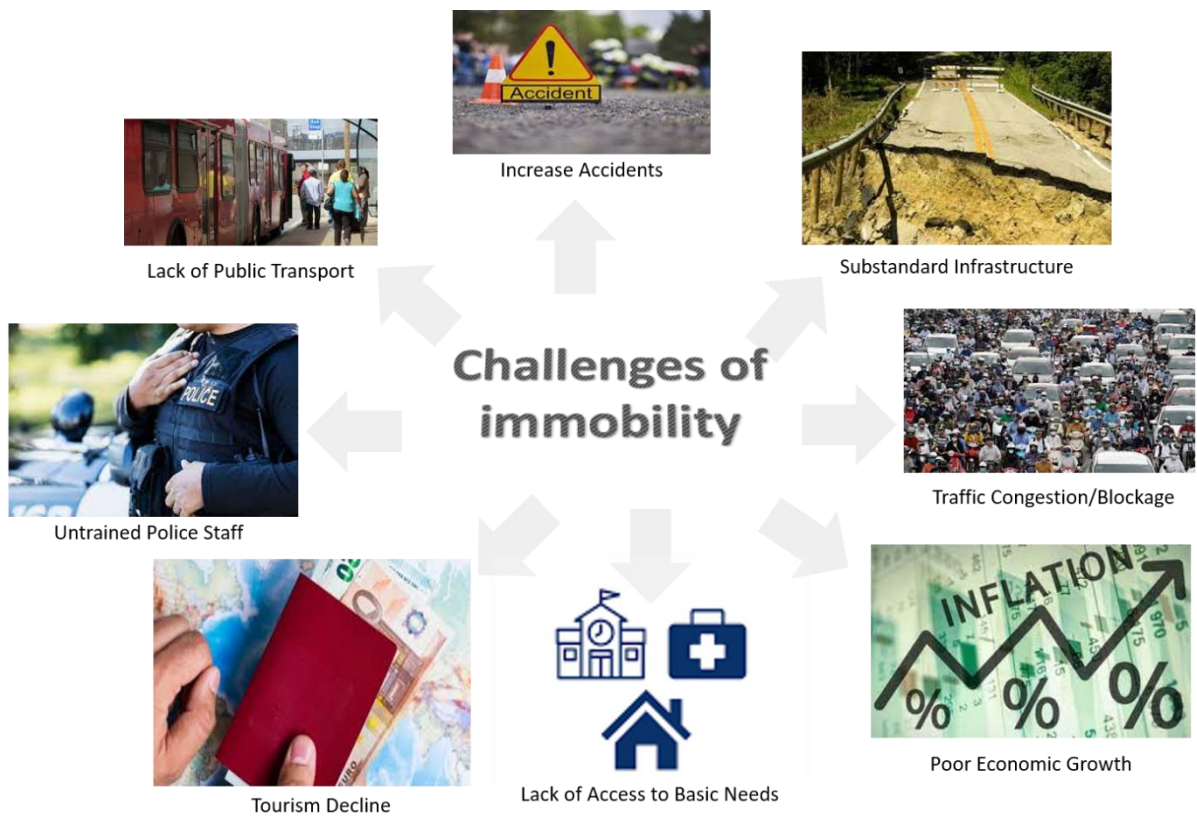 Accident
Increase Accidents
Lack of Public Transport
Substandard Infrastructure
Challenges of
immobility
POLICE
Untrained Police Staff
Traffic Congestion/Blockage
INFLATION
% % %
Poor Economic Growth
EURO
Tourism Decline
Lack of Access to Basic Needs